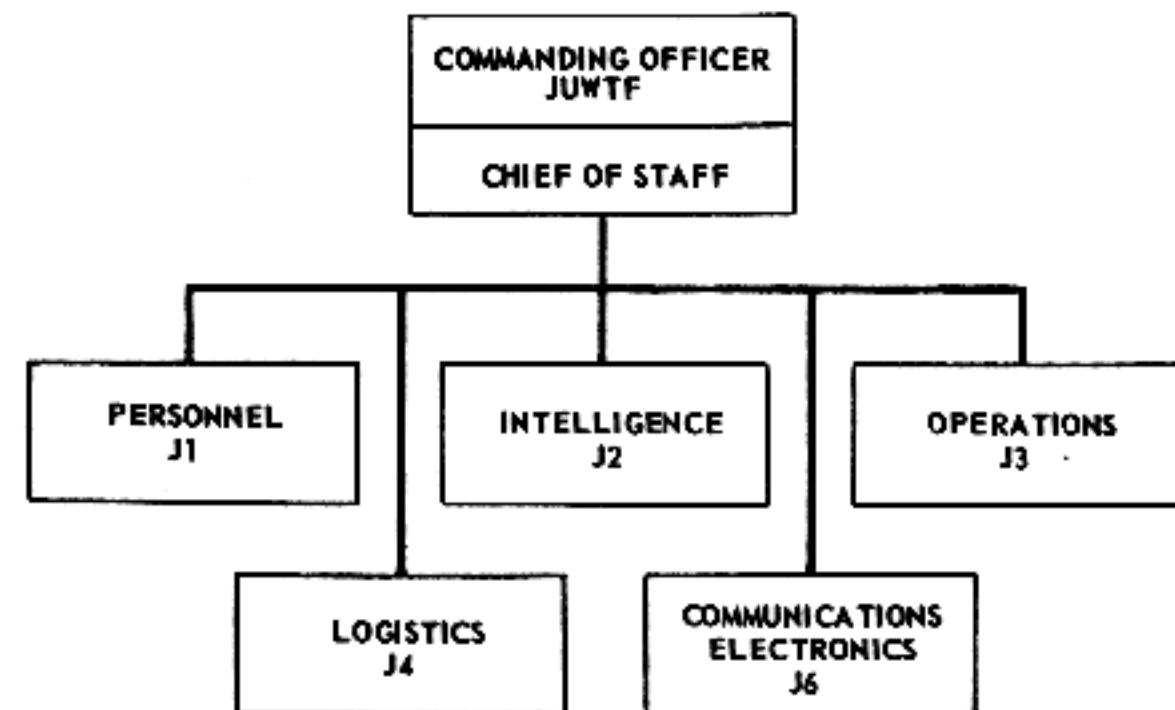 COMMANDING OFFICER
JUWTF
CHIEF OF STAFF
PERSONNEL
J1
INTELLIGENCE
J2
OPERATIONS
J3
LOGISTICS
J4
COMMUNICATIONS
ELECTRONICS
J6